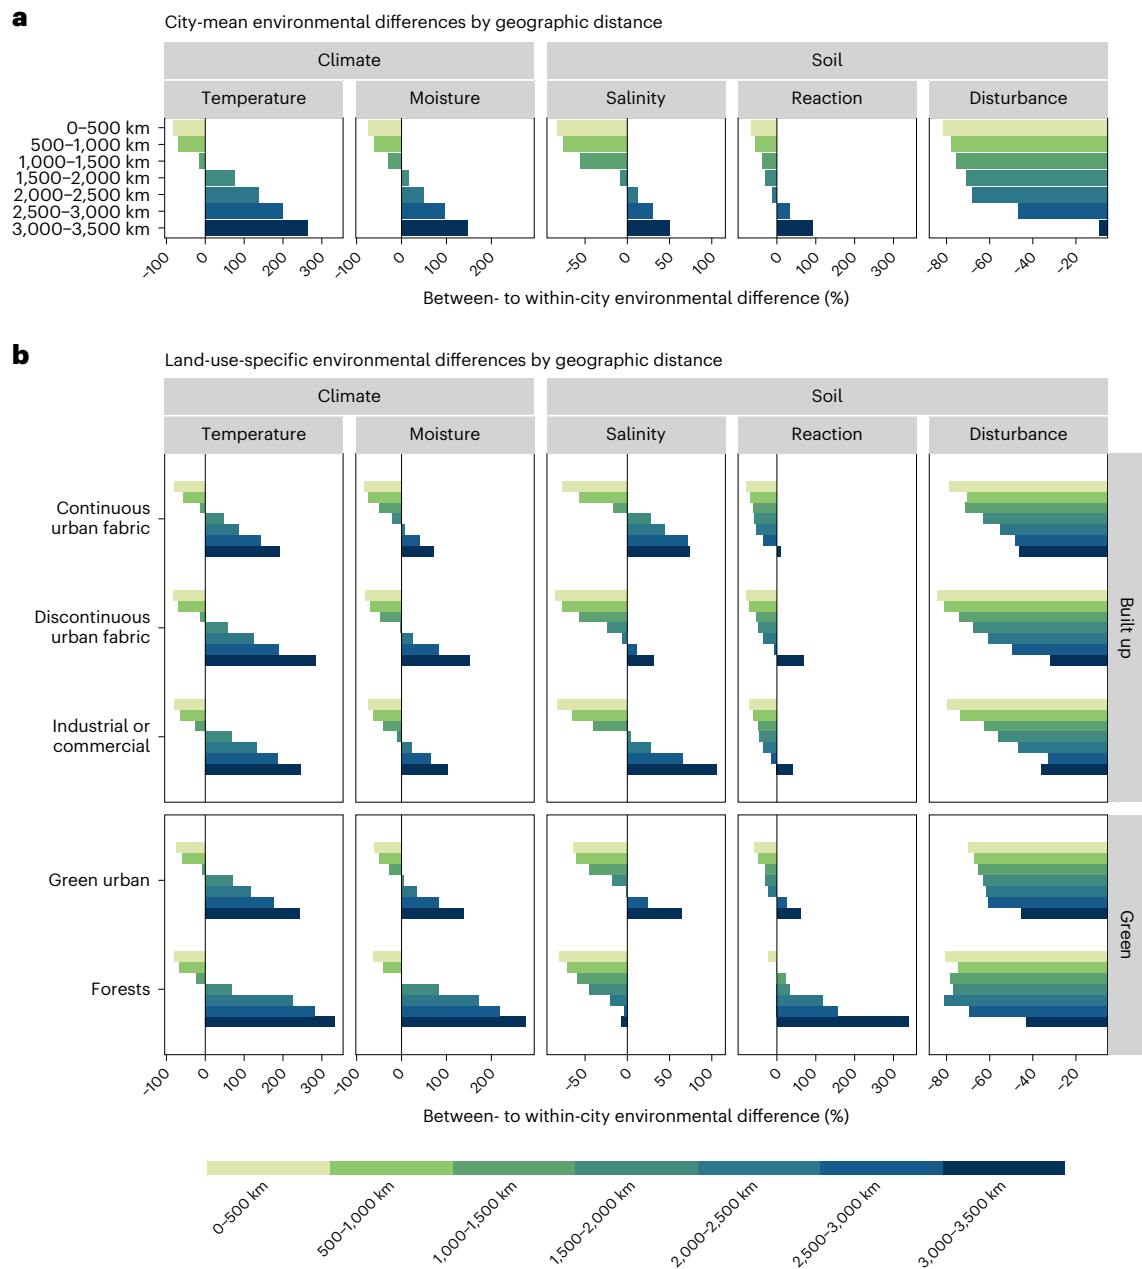 a
City-mean environmental differences by geographic distance
Climate Soil
Temperature Moisture Salinity Reaction Disturbance
0–500 km
500–1,000 km
1,000–1,500 km
1,500–2,000 km
2,000–2,500 km
2,500–3,000 km
3,000–3,500 km
–100 0 100 200 300 –100 0 100 200 –50 0 50 100 0 100 200 300 –80 –60 –40 –20
Between- to within-city environmental difference (%)
b
Land-use-specific environmental differences by geographic distance
Climate Soil
Temperature Moisture Salinity Reaction Disturbance
Continuous
urban fabric
Discontinuous
urban fabric
Industrial or
commercial
Built up
Green urban
Forests
Green
–100 0 100 200 300 –100 0 100 200 –50 0 50 100 0 100 200 300 –80 –60 –40 –20
Between- to within-city environmental difference (%)
0–500 km
500–1,000 km
1,000–1,500 km
1,500–2,000 km
2,000–2,500 km
2,500–3,000 km
3,000–3,500 km